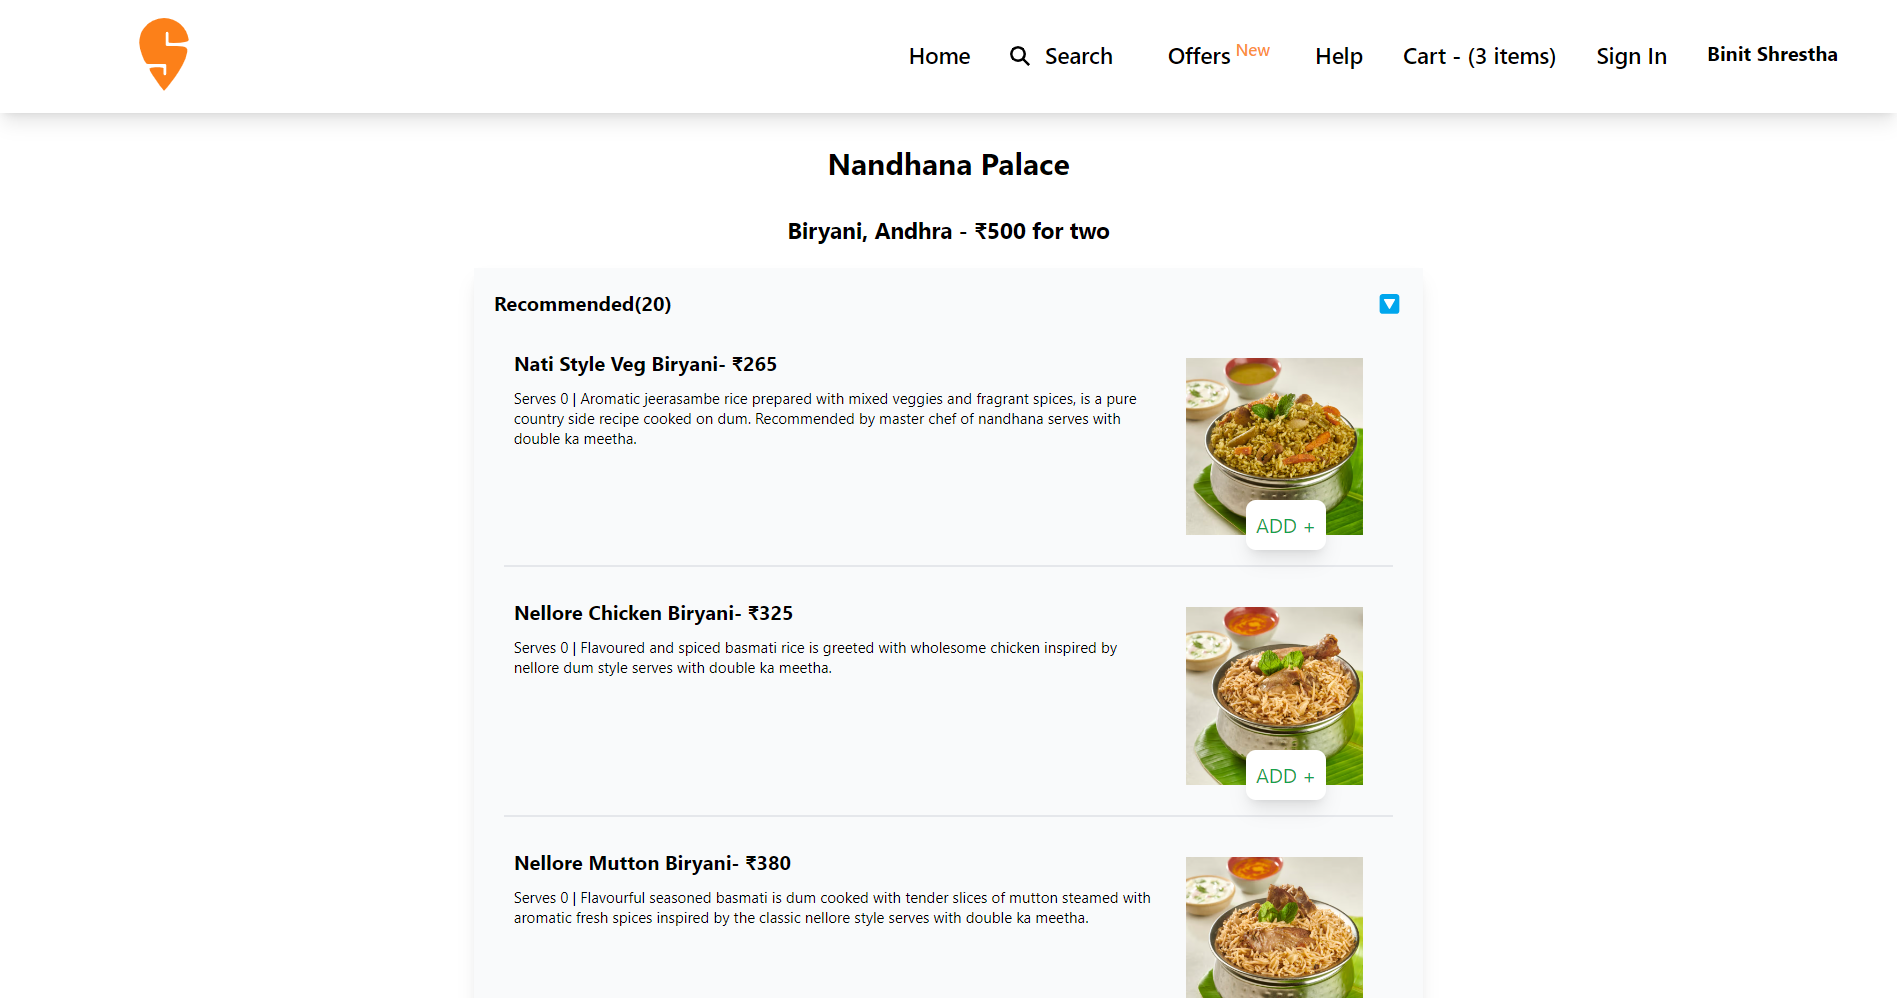 Home Search Offers New Help Cart - (3 items) Sign In Binit Shrestha
Nandhana Palace
Biryani, Andhra - ₹500 for two
Recommended(20)
Nati Style Veg Biryani- ₹265
Serves 0 | Aromatic jeerasambe rice prepared with mixed veggies and fragrant spices, is a pure
country side recipe cooked on dum. Recommended by master chef of nandhana serves with
double ka meetha.
ADD +
Nellore Chicken Biryani- ₹325
Serves 0 | Flavoured and spiced basmati rice is greeted with wholesome chicken inspired by
nellore dum style serves with double ka meetha.
ADD +
Nellore Mutton Biryani- ₹380
Serves 0 | Flavourful seasoned basmati is dum cooked with tender slices of mutton steamed with
aromatic fresh spices inspired by the classic nellore style serves with double ka meetha.